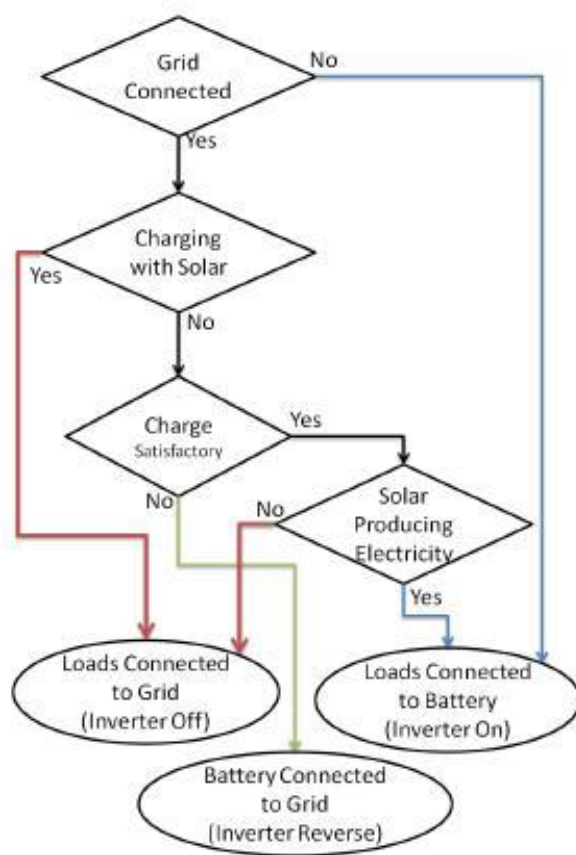 Grid
Connected
No
Yes
Charging
with Solar
Yes
No
Charge
Satisfactory
Yes
No
No
Solar
Producing
Electricity
Yes
Loads Connected
to Grid
(Inverter Off)
Loads Connected
to Battery
(Inverter On)
Battery Connected
to Grid
(Inverter Reverse)